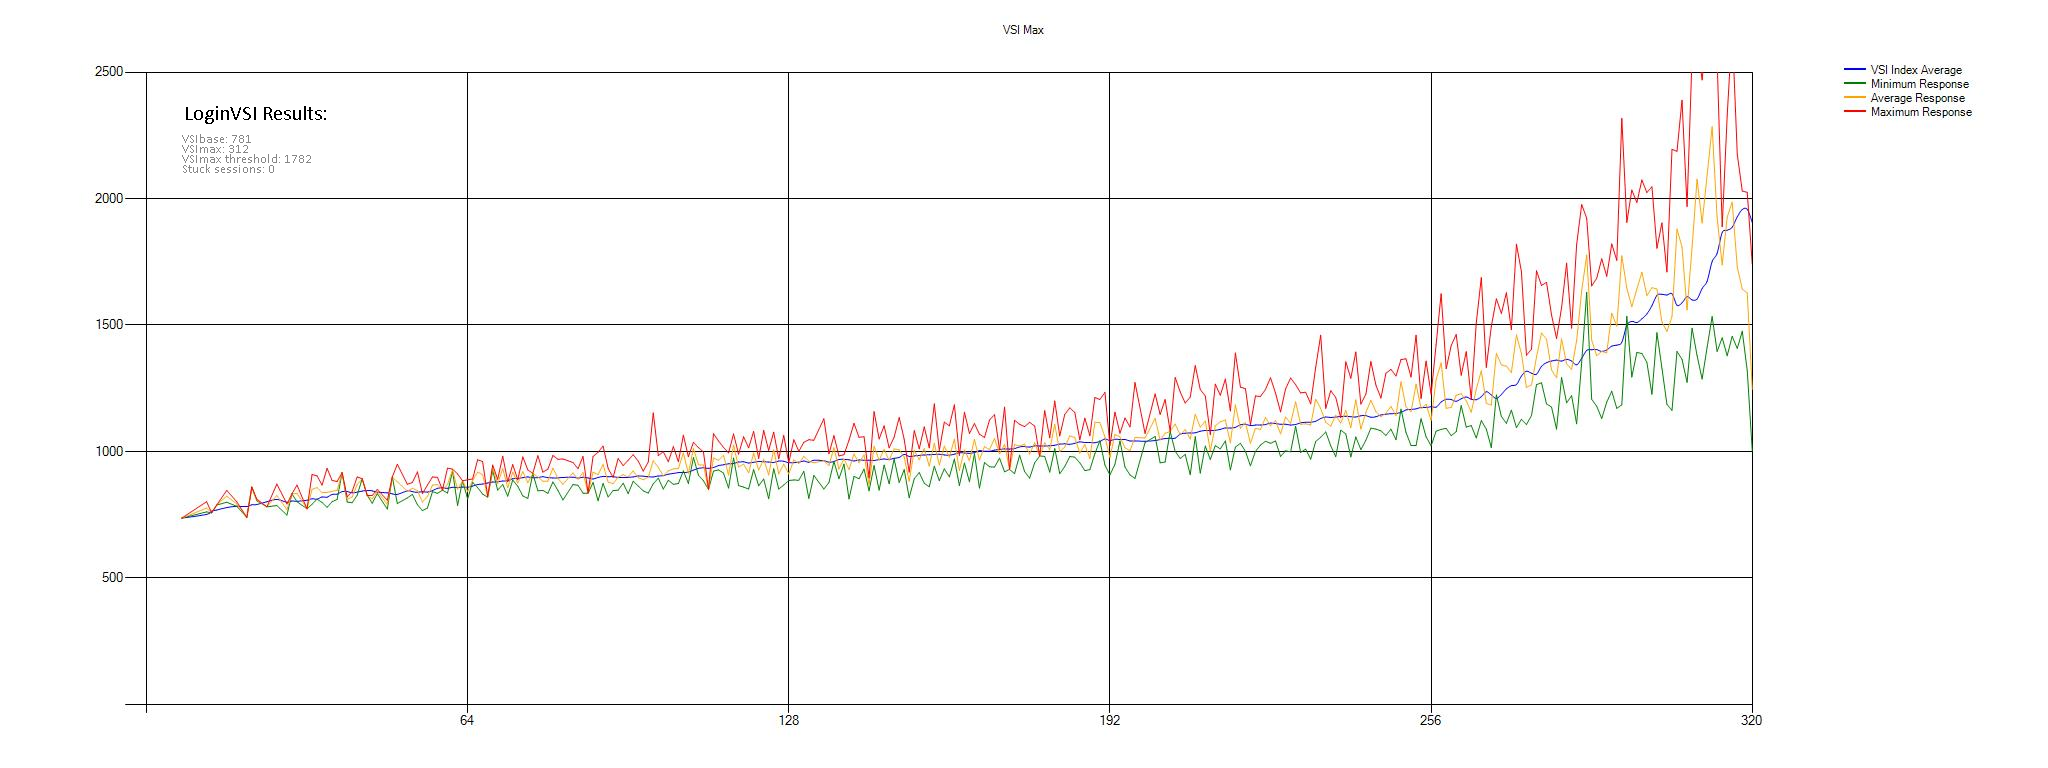 VSI Max
2500
2000
1500
1000
500
LoginVSI Results:
VSIbase: 781
VSImax: 312
VSImax threshold: 1782
Stuck sessions: 0
VSI Index Average
Minimum Response
Average Response
Maximum Response
64
128
192
256
320